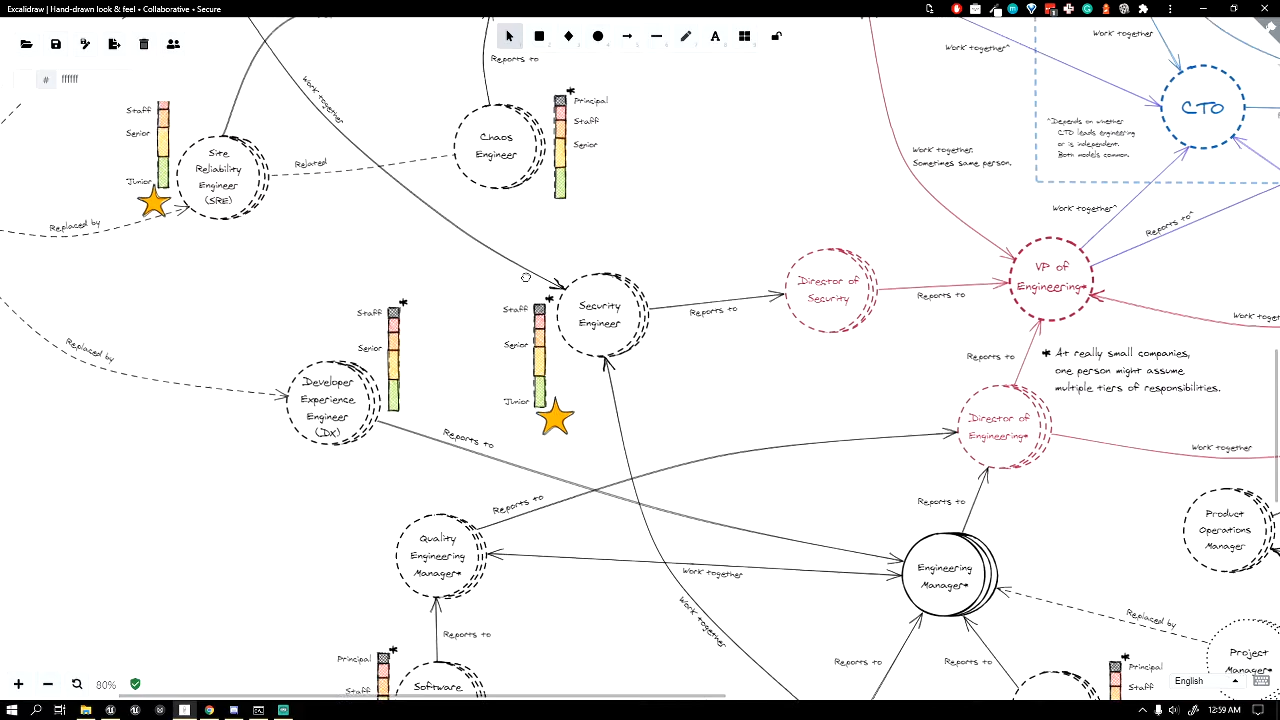 Excalidraw | Hand-drawn look & feel • Collaborative • Secure
# ffffff
Reports to
Work together
Staff
Senior
Junior
Site
Reliability
Engineer
(SRE)
Related
Chaos
Engineer
*
Principal
Staff
Senior
Replaced by
Work together^
Work together
CTO
^Depends on whether
CTO leads engineering
or is independent.
Both models common.
Work together.
Sometimes same person.
Work together^
Reports to^
VP of
Engineering*
Director of
Security
Reports to
Reports to
Security
Engineer
*
Staff
Senior
Junior
*
Staff
Senior
Replaced by
Developer
Experience
Engineer
(DX)
Reports to
* At really small companies,
one person might assume
multiple tiers of responsibilities.
Reports to
Director of
Engineering*
Work together
Reports to
Reports to
Quality
Engineering
Manager*
Work together
Engineering
Manager*
Product
Operations
Manager
Replaced by
Project
Manager*
Work together
Reports to
Reports to
Reports to
*
Principal
Staff
Software
*
Principal
Staff
80%
English
12:59 AM